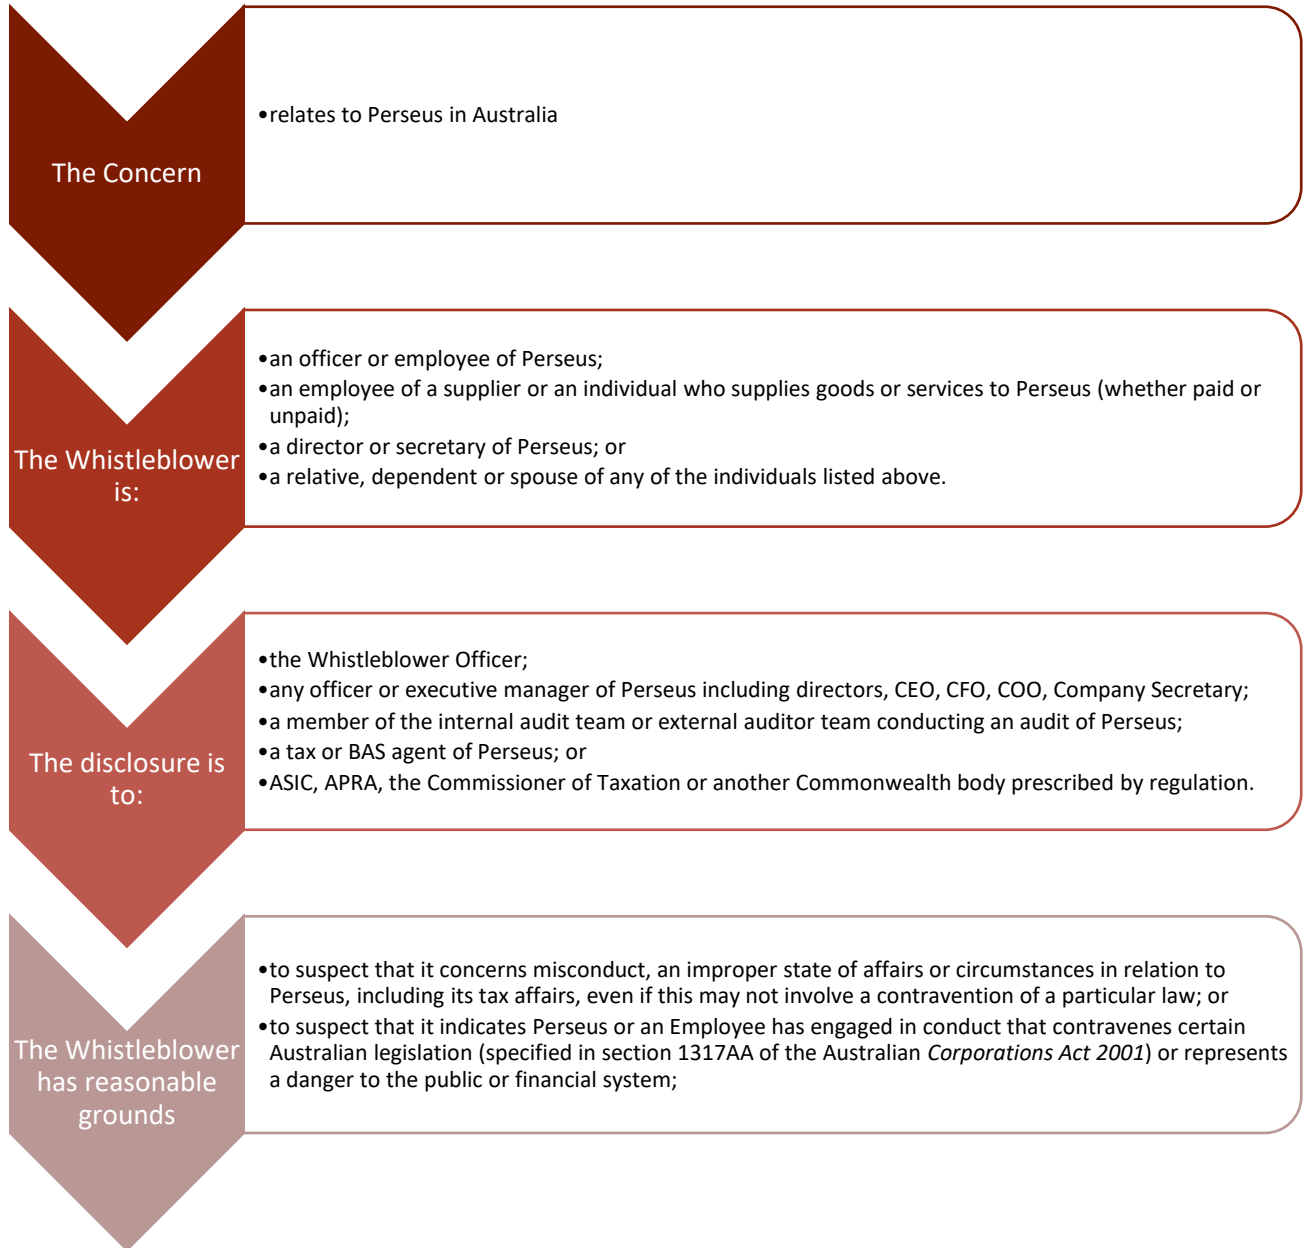 The Concern
•relates to Perseus in Australia
The Whistleblower
is:
•an officer or employee of Perseus;
•an employee of a supplier or an individual who supplies goods or services to Perseus (whether paid or
unpaid);
•a director or secretary of Perseus; or
•a relative, dependent or spouse of any of the individuals listed above.
The disclosure is
to:
•the Whistleblower Officer;
•any officer or executive manager of Perseus including directors, CEO, CFO, COO, Company Secretary;
•a member of the internal audit team or external auditor team conducting an audit of Perseus;
•a tax or BAS agent of Perseus; or
•ASIC, APRA, the Commissioner of Taxation or another Commonwealth body prescribed by regulation.
The Whistleblower
has reasonable
grounds
•to suspect that it concerns misconduct, an improper state of affairs or circumstances in relation to
Perseus, including its tax affairs, even if this may not involve a contravention of a particular law; or
•to suspect that it indicates Perseus or an Employee has engaged in conduct that contravenes certain
Australian legislation (specified in section 1317AA of the Australian Corporations Act 2001) or represents
a danger to the public or financial system;